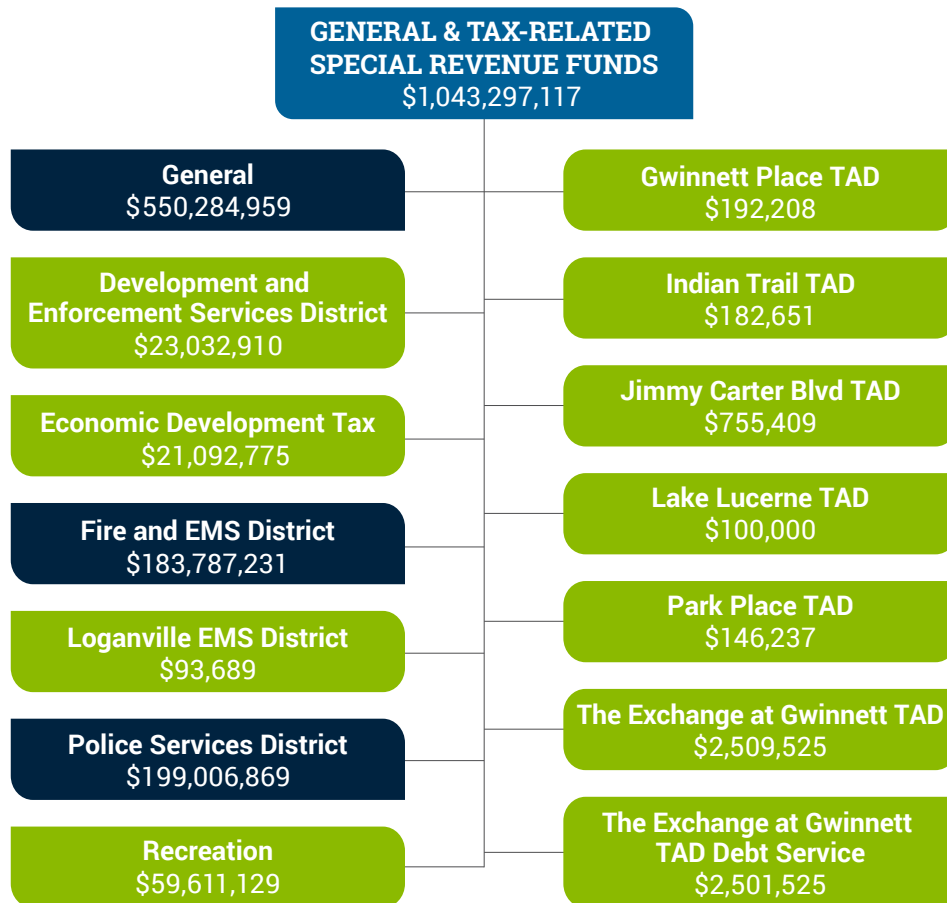 GENERAL & TAX-RELATED
SPECIAL REVENUE FUNDS
$1,043,297,117
General
$550,284,959
Development and
Enforcement Services District
$23,032,910
Economic Development Tax
$21,092,775
Fire and EMS District
$183,787,231
Loganville EMS District
$93,689
Police Services District
$199,006,869
Recreation
$59,611,129
Gwinnett Place TAD
$192,208
Indian Trail TAD
$182,651
Jimmy Carter Blvd TAD
$755,409
Lake Lucerne TAD
$100,000
Park Place TAD
$146,237
The Exchange at Gwinnett TAD
$2,509,525
The Exchange at Gwinnett
TAD Debt Service
$2,501,525